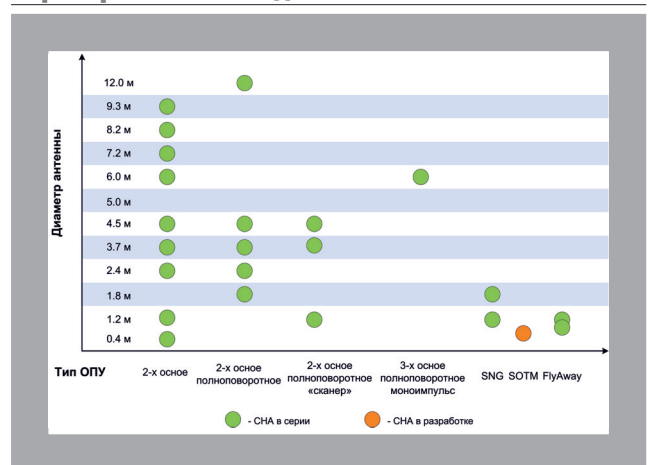 Диаметр антенны
12.0 м
9.3 м
8.2 м
7.2 м
6.0 м
5.0 м
4.5 м
3.7 м
2.4 м
1.8 м
1.2 м
0.4 м
Тип ОПУ
2-х осное
2-х осное
полноповоротное
2-х осное
полноповоротное
«сканер»
3-х осное
полноповоротное
моноимпульс
SNG SOTM FlyAway
- СНА в серии
- СНА в разработке